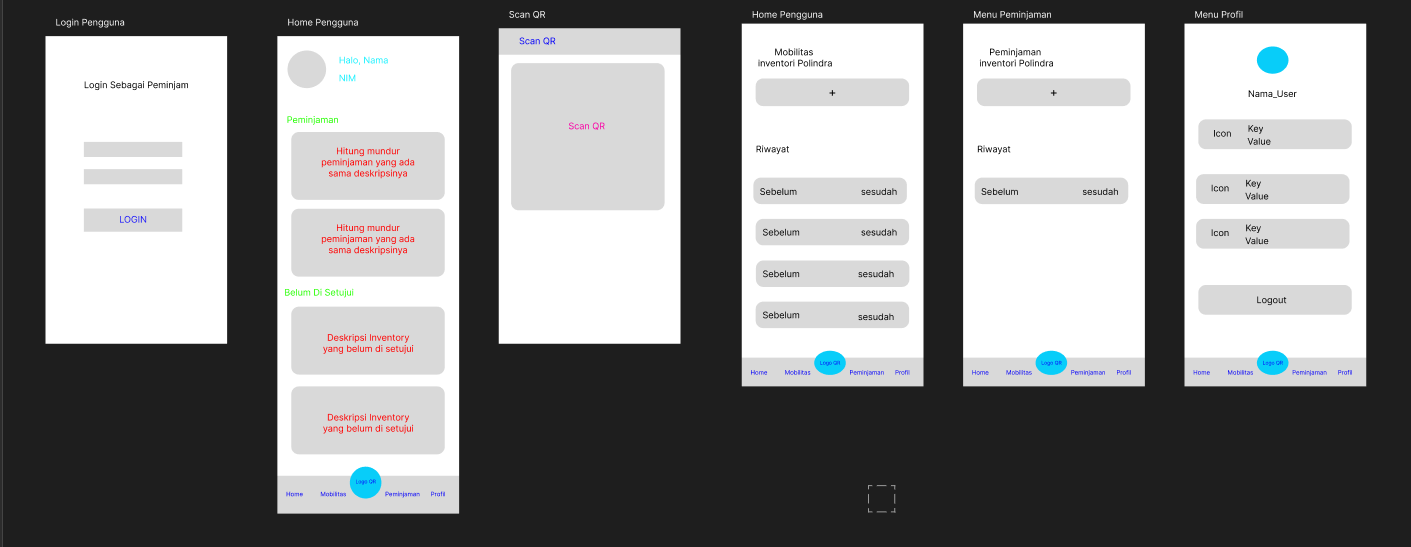 Login Pengguna
Login Sebagai Peminjam
LOGIN
Home Pengguna
Halo, Nama
NIM
Peminjaman
Hitung mundur
peminjaman yang ada
sama deskripsinya
Hitung mundur
peminjaman yang ada
sama deskripsinya
Belum Di Setujui
Deskripsi Inventory
yang belum di setujui
Deskripsi Inventory
yang belum di setujui
Home Mobilitas Logo QR Peminjaman Profil
Scan QR
Scan QR
Scan QR
Home Pengguna
Mobilitas
inventori Polindra
+
Riwayat
Sebelum sesudah
Sebelum sesudah
Sebelum sesudah
Sebelum sesudah
Home Mobilitas Logo QR Peminjaman Profil
Menu Peminjaman
Peminjaman
inventori Polindra
+
Riwayat
Sebelum sesudah
Home Mobilitas Logo QR Peminjaman Profil
Menu Profil
Nama_User
Icon Key
Value
Icon Key
Value
Icon Key
Value
Logout
Home Mobilitas Logo QR Peminjaman Profil